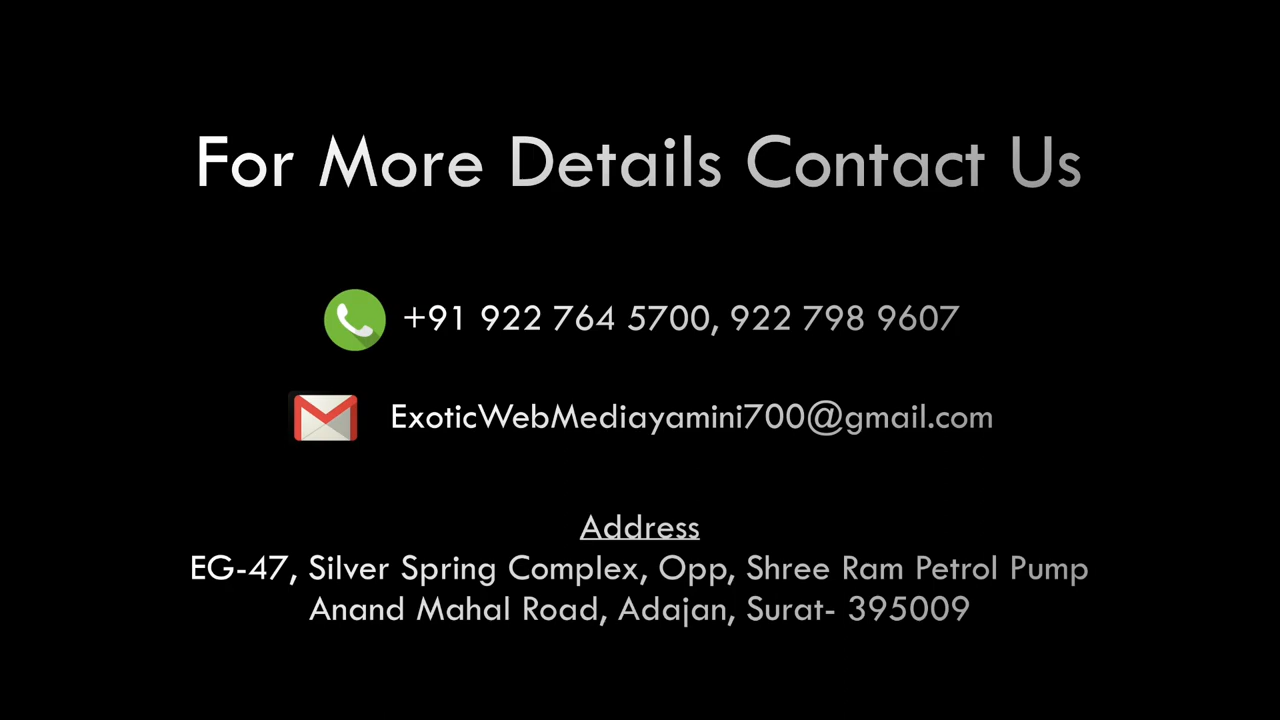 For More Details Contact Us
+91 922 764 5700, 922 798 9607
ExoticWebMediayamini700@gmail.com
Address
EG-47, Silver Spring Complex, Opp, Shree Ram Petrol Pump
Anand Mahal Road, Adajan, Surat- 395009